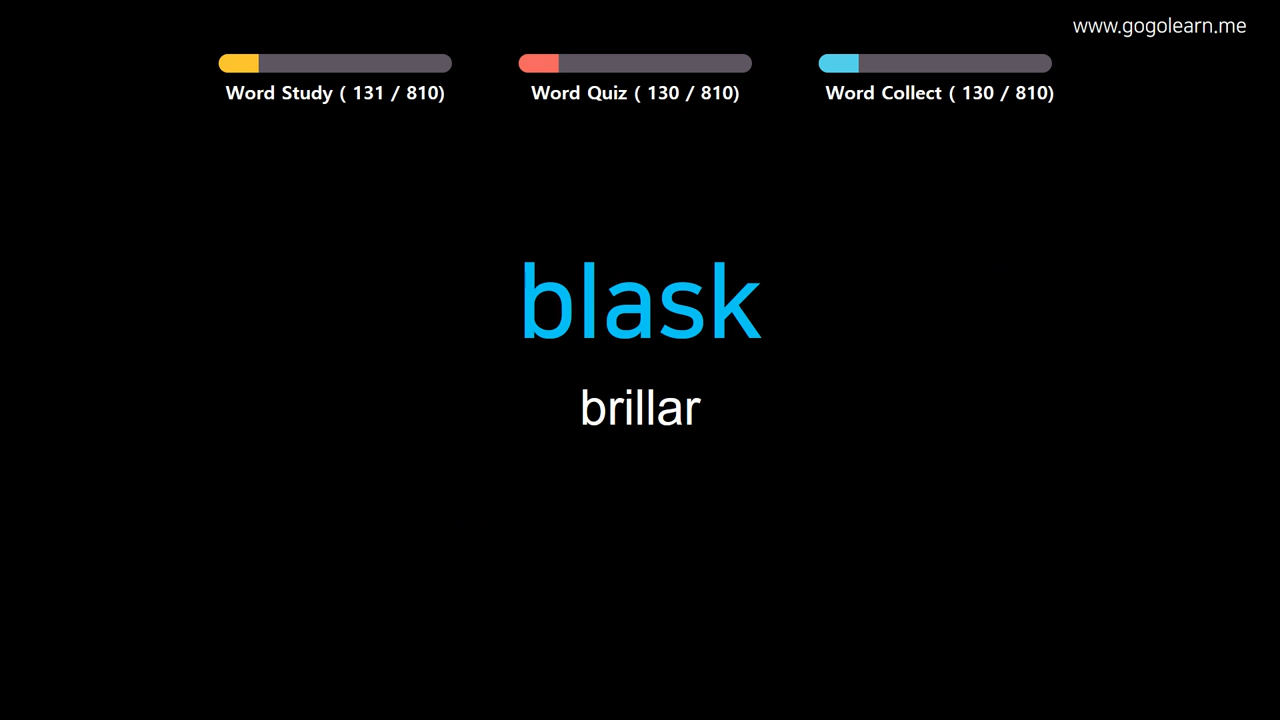 www.gogolearn.me
Word Study ( 131 / 810)
Word Quiz ( 130 / 810)
Word Collect ( 130 / 810)
blask
brillar